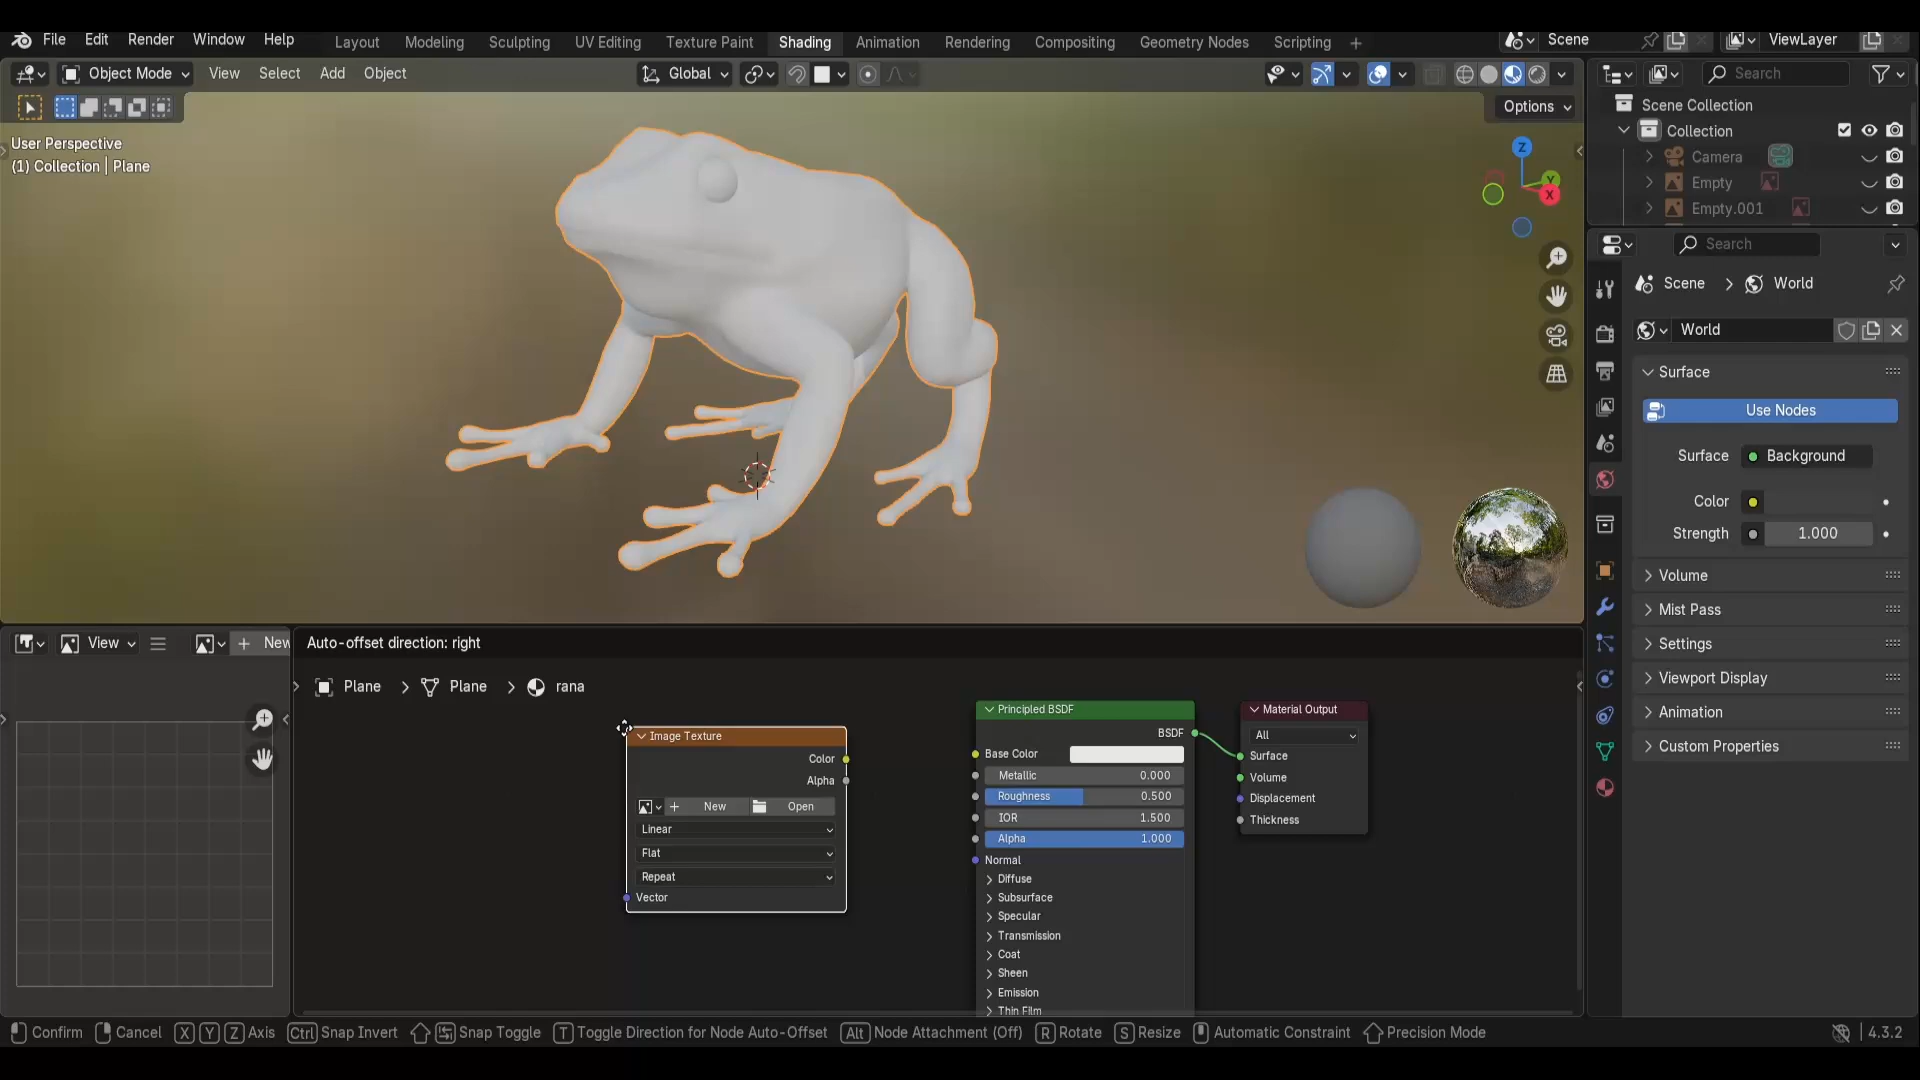 File Edit Render Window Help Layout Modeling Sculpting UV Editing Texture Paint Shading Animation Rendering Compositing Geometry Nodes Scripting + Scene ViewLayer
Object Mode View Select Add Object Global Search
Options
Scene Collection
Collection
Camera
Empty
Empty.001
User Perspective
(1) Collection | Plane
Z
Y
X
Search
Scene > World
World
Surface
Use Nodes
Surface Background
Color
Strength 1.000
Volume
Mist Pass
Settings
Viewport Display
Animation
Custom Properties
View + New
Auto-offset direction: right
Plane > Plane > rana
Image Texture
Color
Alpha
+ New Open
Linear
Flat
Repeat
Vector
Principled BSDF
BSDF
Base Color
Metallic 0.000
Roughness 0.500
IOR 1.500
Alpha 1.000
Normal
Diffuse
Subsurface
Specular
Transmission
Coat
Sheen
Emission
Thin Film
Material Output
All
Surface
Volume
Displacement
Thickness
Confirm Cancel X Y Z Axis Ctrl Snap Invert Snap Toggle T Toggle Direction for Node Auto-Offset Alt Node Attachment (Off) R Rotate S Resize Automatic Constraint Precision Mode 4.3.2